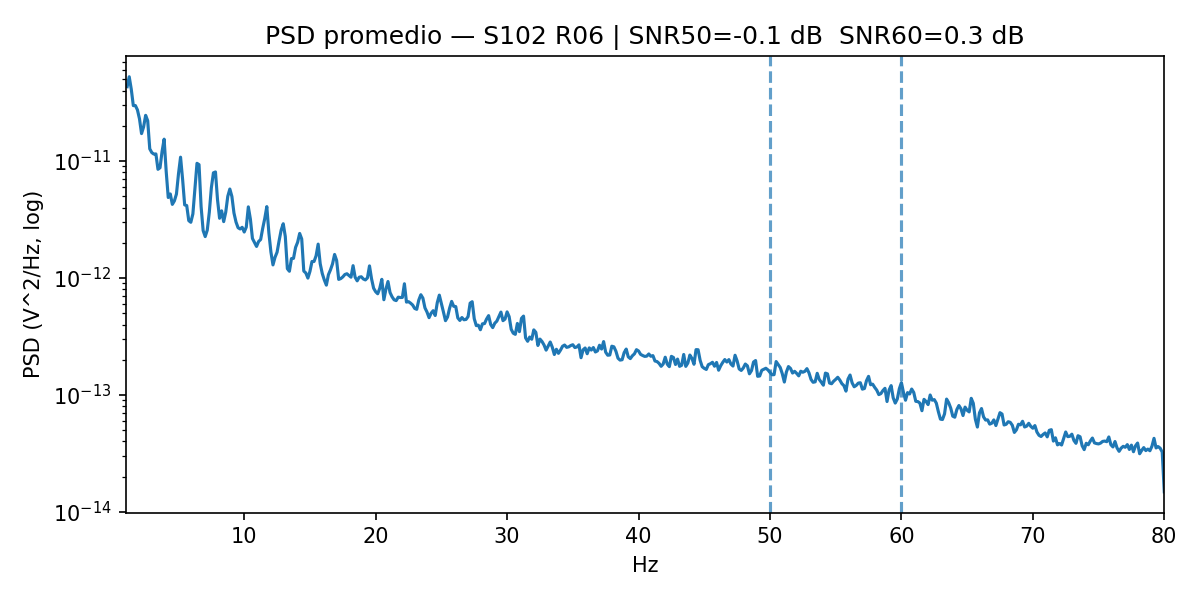 PSD promedio — S102 R06 | SNR50=-0.1 dB  SNR60=0.3 dB
PSD (V^2/Hz, log)
10⁻¹¹
10⁻¹²
10⁻¹³
10⁻¹⁴
10 20 30 40 50 60 70 80
Hz